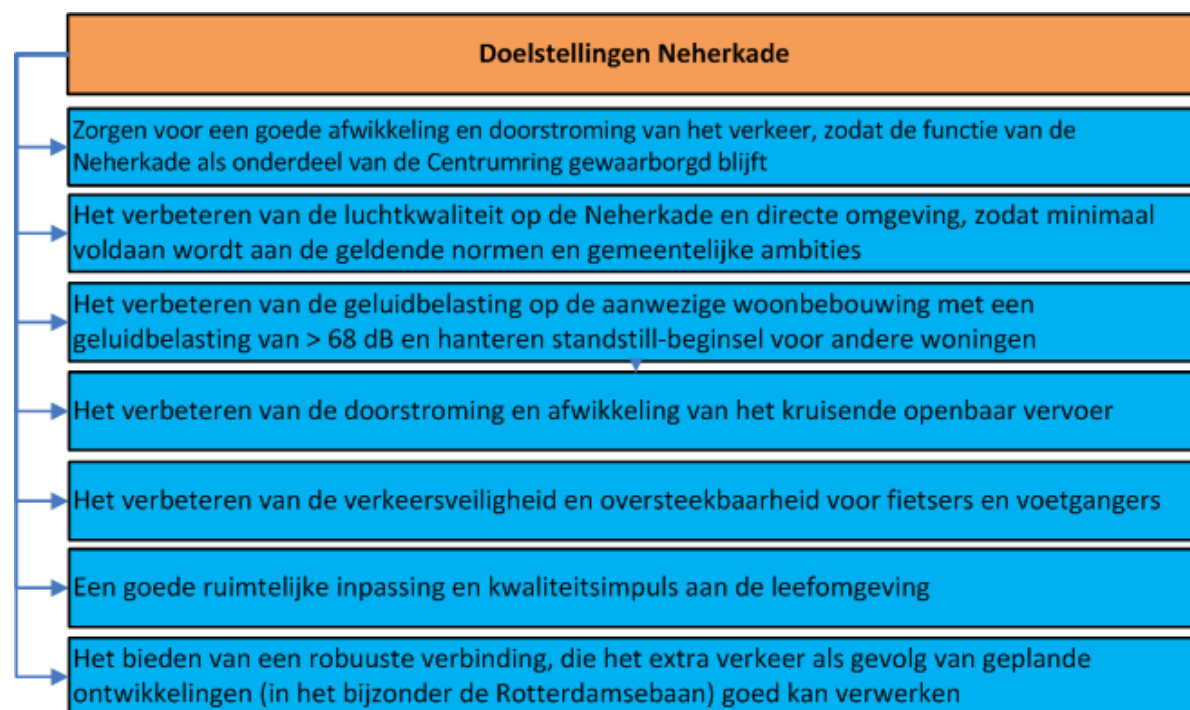 Doelstellingen Neherkade
Zorgen voor een goede afwikkeling en doorstroming van het verkeer, zodat de functie van de
Neherkade als onderdeel van de Centrumring gewaarborgd blijft
Het verbeteren van de luchtkwaliteit op de Neherkade en directe omgeving, zodat minimaal
voldaan wordt aan de geldende normen en gemeentelijke ambities
Het verbeteren van de geluidbelasting op de aanwezige woonbebouwing met een
geluidbelasting van > 68 dB en hanteren standstill-beginsel voor andere woningen
Het verbeteren van de doorstroming en afwikkeling van het kruisende openbaar vervoer
Het verbeteren van de verkeersveiligheid en oversteekbaarheid voor fietsers en voetgangers
Een goede ruimtelijke inpassing en kwaliteitsimpuls aan de leefomgeving
Het bieden van een robuuste verbinding, die het extra verkeer als gevolg van geplande
ontwikkelingen (in het bijzonder de Rotterdamsebaan) goed kan verwerken